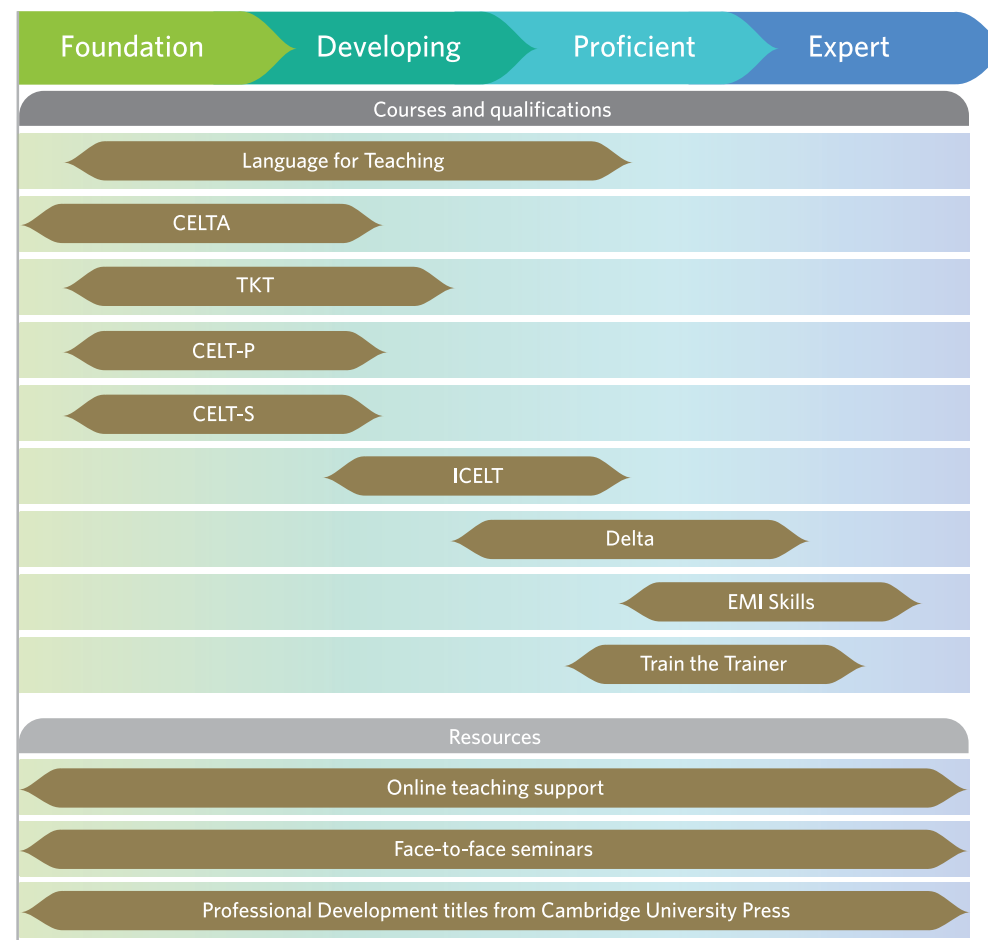 Foundation
Developing
Proficient
Expert
Courses and qualifications
Language for Teaching
CELTA
TKT
CELT-P
CELT-S
ICELT
Delta
EMI Skills
Train the Trainer
Resources
Online teaching support
Face-to-face seminars
Professional Development titles from Cambridge University Press